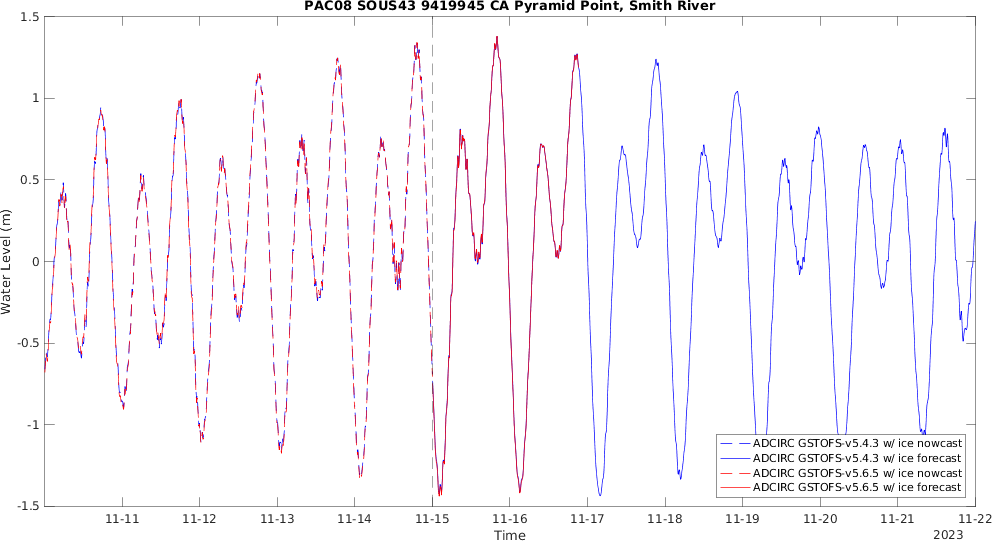 PAC08 SOUS43 9419945 CA Pyramid Point, Smith River
1.5
1
0.5
0
-0.5
-1
-1.5
Water Level (m)
ADCIRC GSTOFS-v5.4.3 w/ ice nowcast
ADCIRC GSTOFS-v5.4.3 w/ ice forecast
ADCIRC GSTOFS-v5.6.5 w/ ice nowcast
ADCIRC GSTOFS-v5.6.5 w/ ice forecast
11-11 11-12 11-13 11-14 11-15 11-16 11-17 11-18 11-19 11-20 11-21 11-22
Time
2023